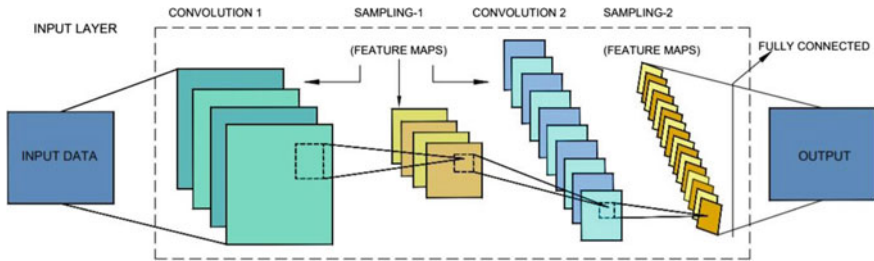 CONVOLUTION 1
SAMPLING-1
CONVOLUTION 2
SAMPLING-2
INPUT LAYER
(FEATURE MAPS)
(FEATURE MAPS)
FULLY CONNECTED
INPUT DATA
OUTPUT